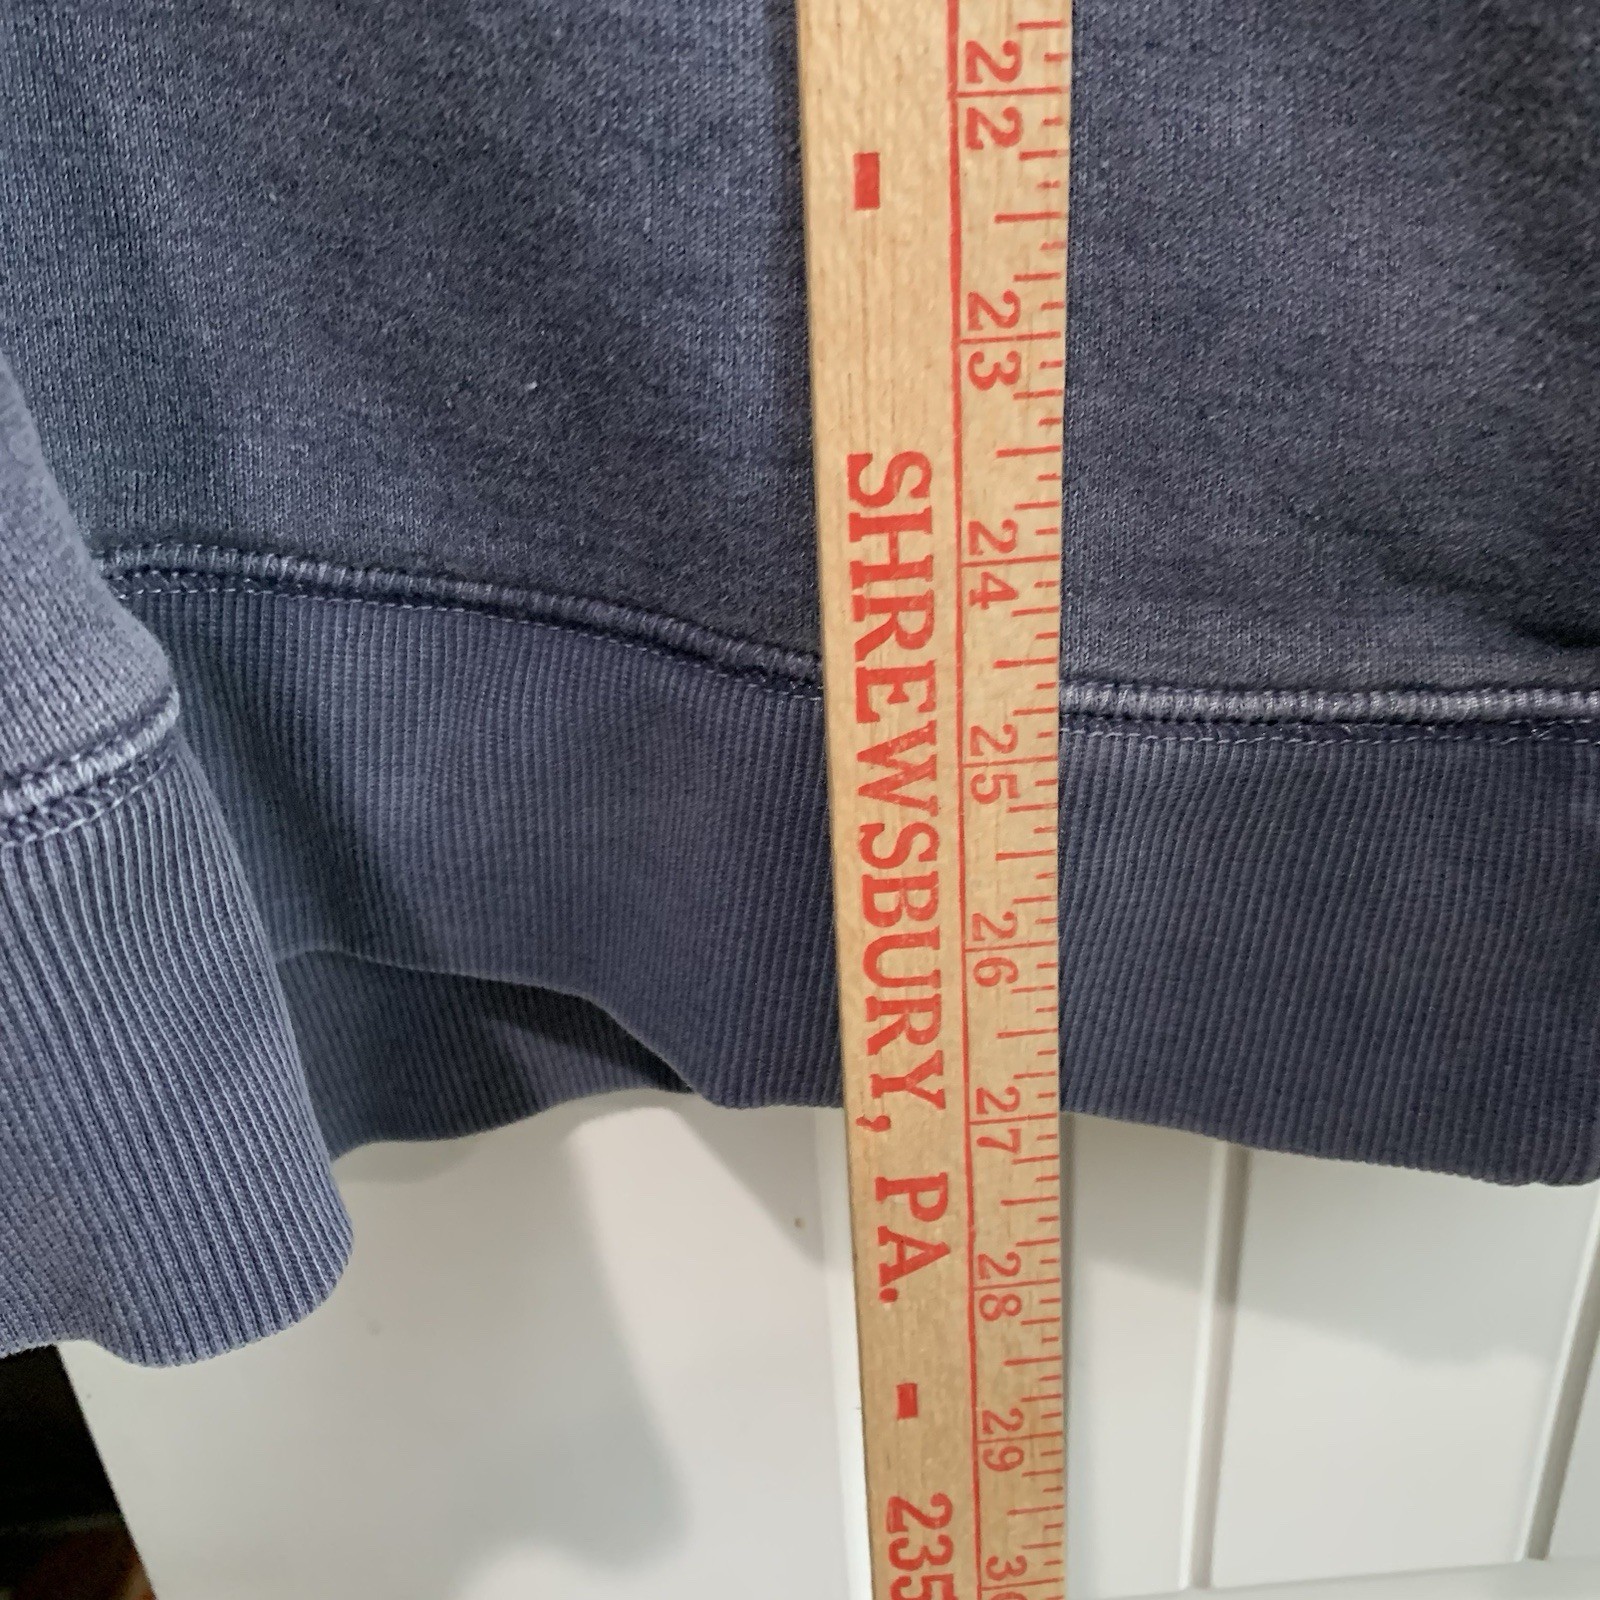 - SHREWSBURY, PA. - 235
22 23 24 25 26 27 28 29